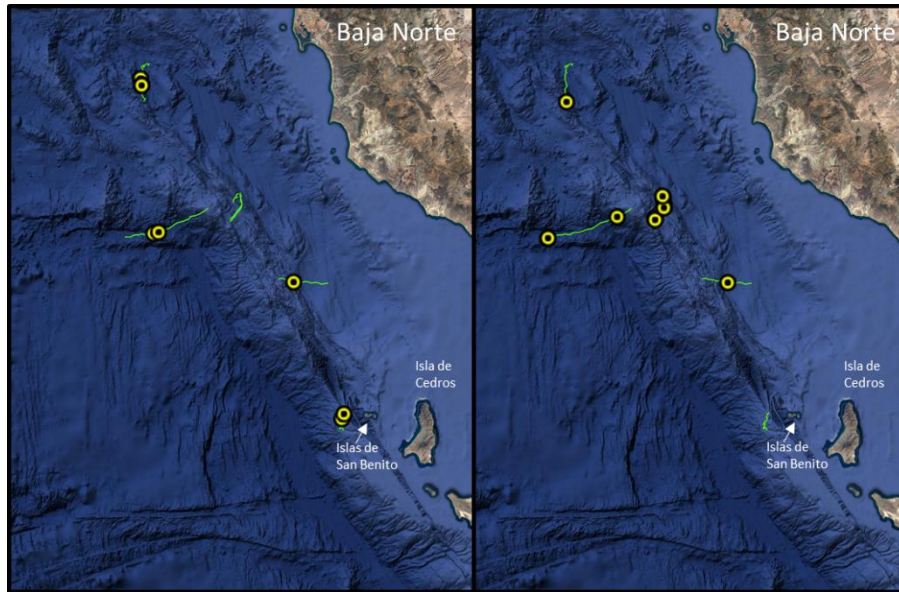 Baja Norte
Isla de
Cedros
Islas de
San Benito
Baja Norte
Isla de
Cedros
Islas de
San Benito